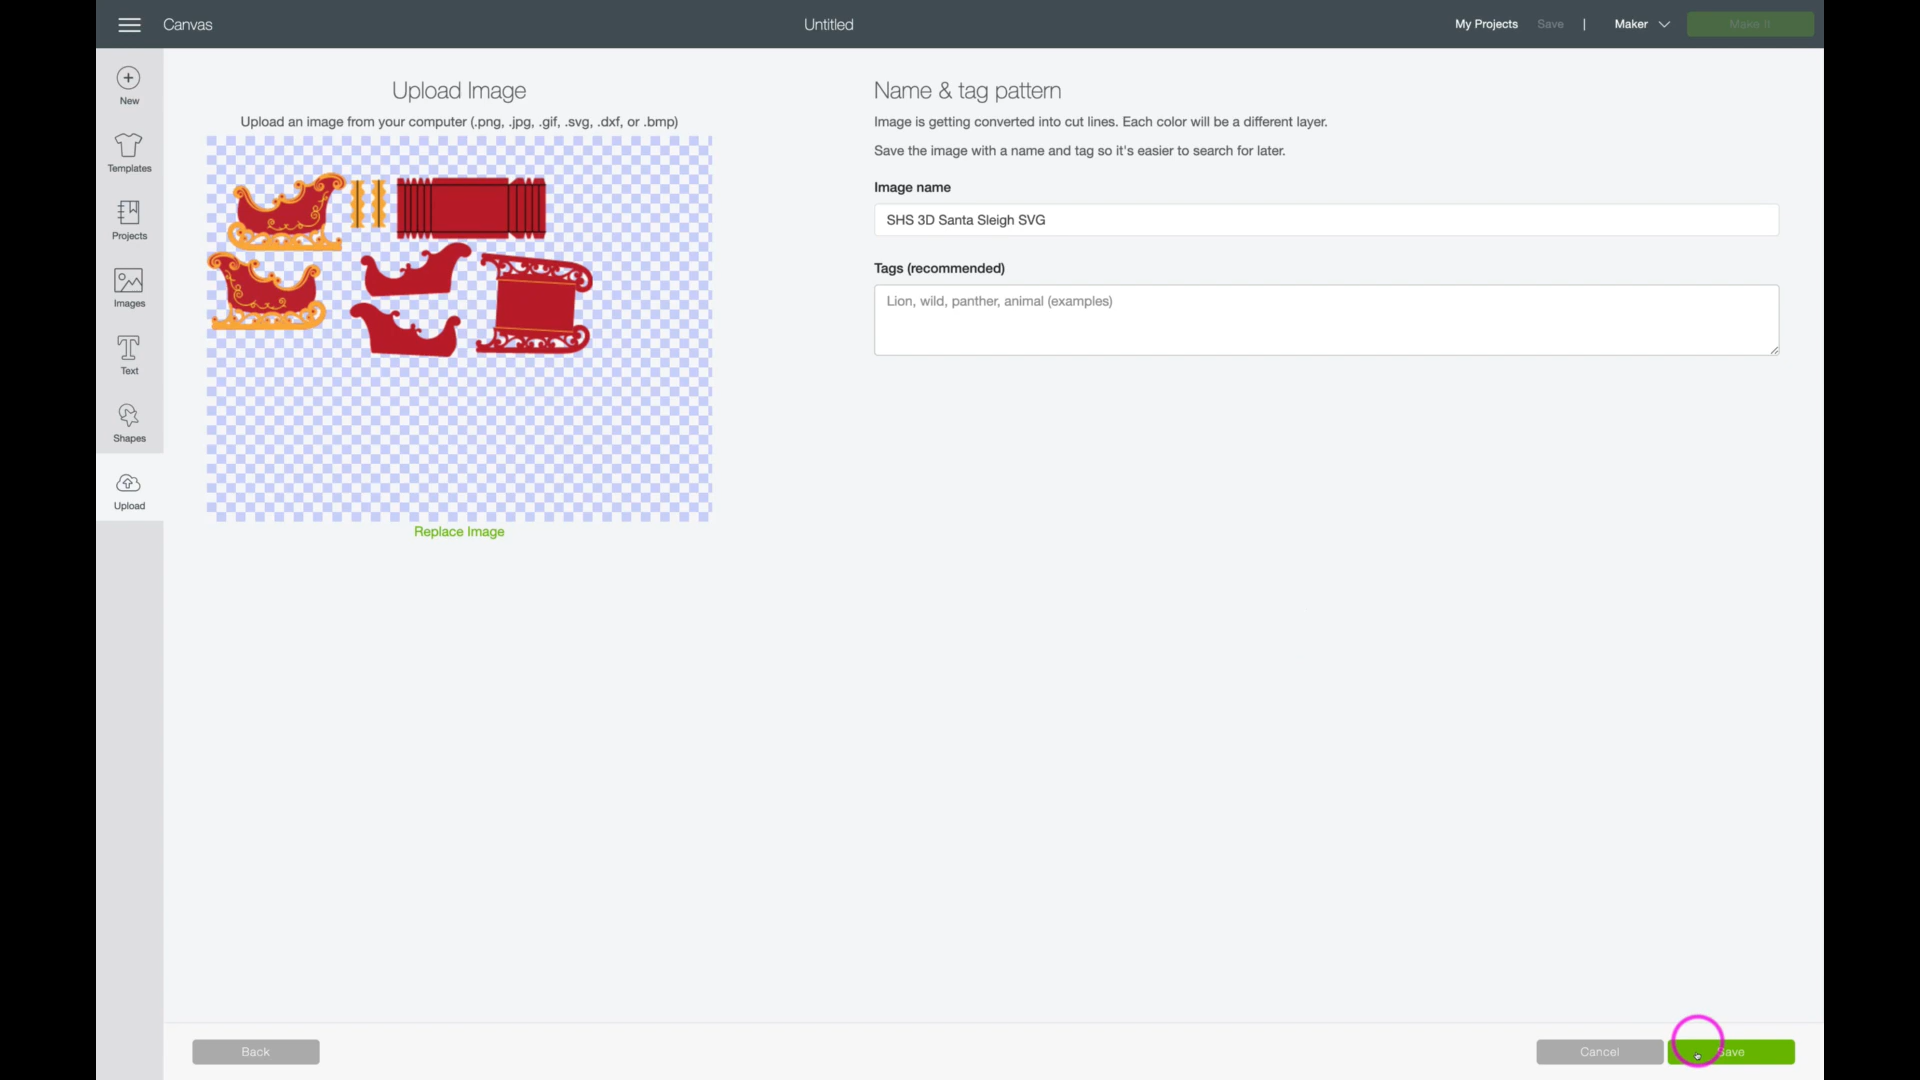 Canvas
Untitled
My Projects
Save
|
Maker
Make It
New
Templates
Projects
Images
Text
Shapes
Upload
Upload Image
Upload an image from your computer (.png, .jpg, .gif, .svg, .dxf, or .bmp)
Replace Image
Name & tag pattern
Image is getting converted into cut lines. Each color will be a different layer.
Save the image with a name and tag so it's easier to search for later.
Image name
SHS 3D Santa Sleigh SVG
Tags (recommended)
Lion, wild, panther, animal (examples)
Back
Cancel
Save